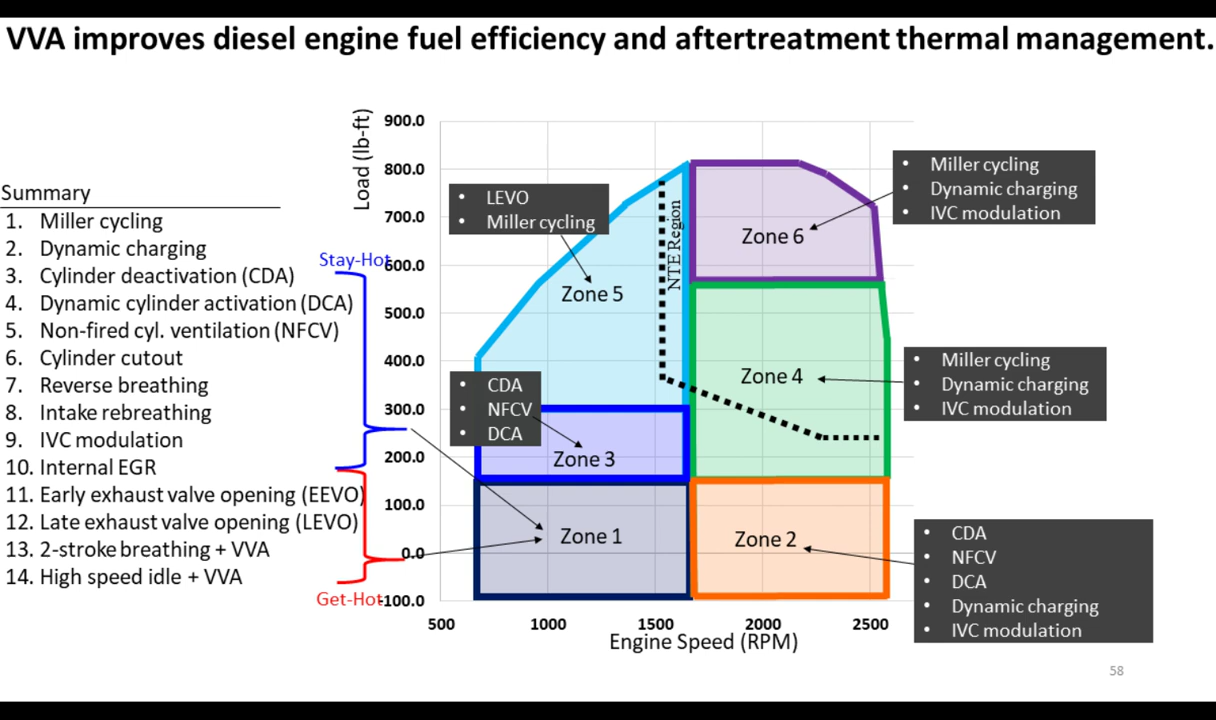 VVA improves diesel engine fuel efficiency and aftertreatment thermal management.
Summary
1. Miller cycling
2. Dynamic charging
3. Cylinder deactivation (CDA)
4. Dynamic cylinder activation (DCA)
5. Non-fired cyl. ventilation (NFCV)
6. Cylinder cutout
7. Reverse breathing
8. Intake rebreathing
9. IVC modulation
10. Internal EGR
11. Early exhaust valve opening (EEVO)
12. Late exhaust valve opening (LEVO)
13. 2-stroke breathing + VVA
14. High speed idle + VVA
Stay-Hot
Get-Hot
Load (lb-ft)
900.0
800.0
700.0
600.0
500.0
400.0
300.0
200.0
100.0
0.0
-100.0
500
1000
1500
2000
2500
Engine Speed (RPM)
• LEVO
• Miller cycling
Zone 5
NTE Region
• CDA
• NFCV
• DCA
Zone 3
Zone 1
Zone 6
• Miller cycling
• Dynamic charging
• IVC modulation
Zone 4
• Miller cycling
• Dynamic charging
• IVC modulation
Zone 2
• CDA
• NFCV
• DCA
• Dynamic charging
• IVC modulation
58